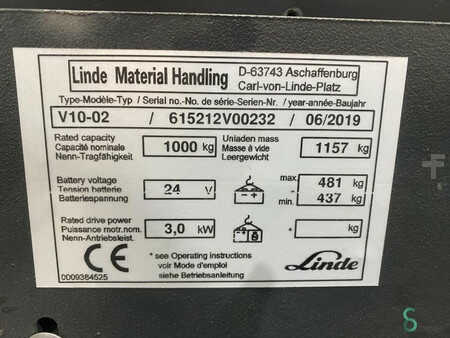 Linde Material Handling D-63743 Aschaffenburg
Carl-von-Linde-Platz
Type-Modèle-Typ / Serial no.-No. de série-Serien-Nr. / year-année-Baujahr
V10-02 / 615212V00232 / 06/2019
Rated capacity
Capacité nominale
Nenn-Tragfähigkeit
1000 kg
Unladen mass
Masse à vide
Leergewicht
1157 kg
Battery voltage
Tension batterie
Batteriespannung
24 V
- +
max. 481 kg
min. 437 kg
Rated drive power
Puissance motr.nom.
Nenn-Antriebsleist.
3,0 kW
* kg
CE
0009384525
* see Operating instructions
voir Mode d'emploi
siehe Betriebsanleitung
Linde
S